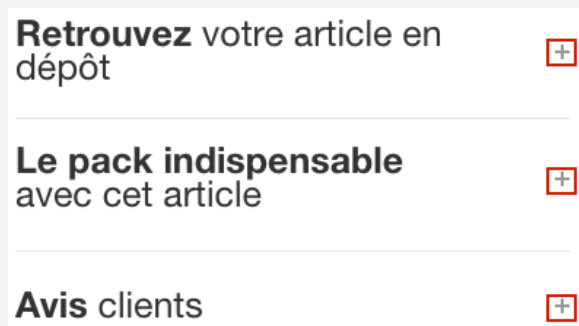 Retrouvez votre article en
dépôt
+
Le pack indispensable
avec cet article
+
Avis clients
+